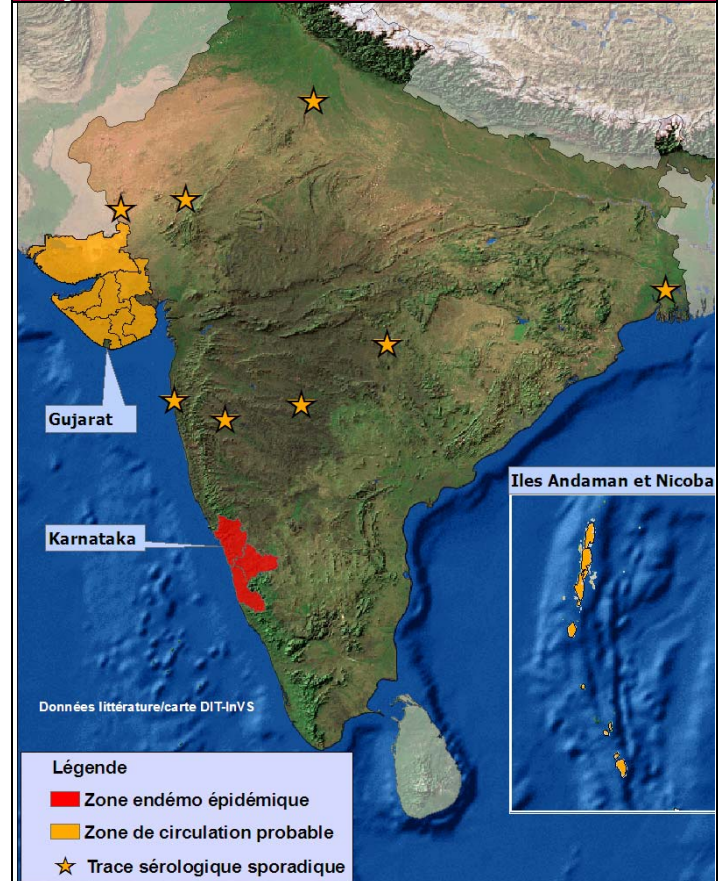 Iles Andaman et Nicoba
Gujarat
Karnataka
Données littérature/carte DIT-InVS
Légende
Zone endémo épidémique
Zone de circulation probable
Trace sérologique sporadique